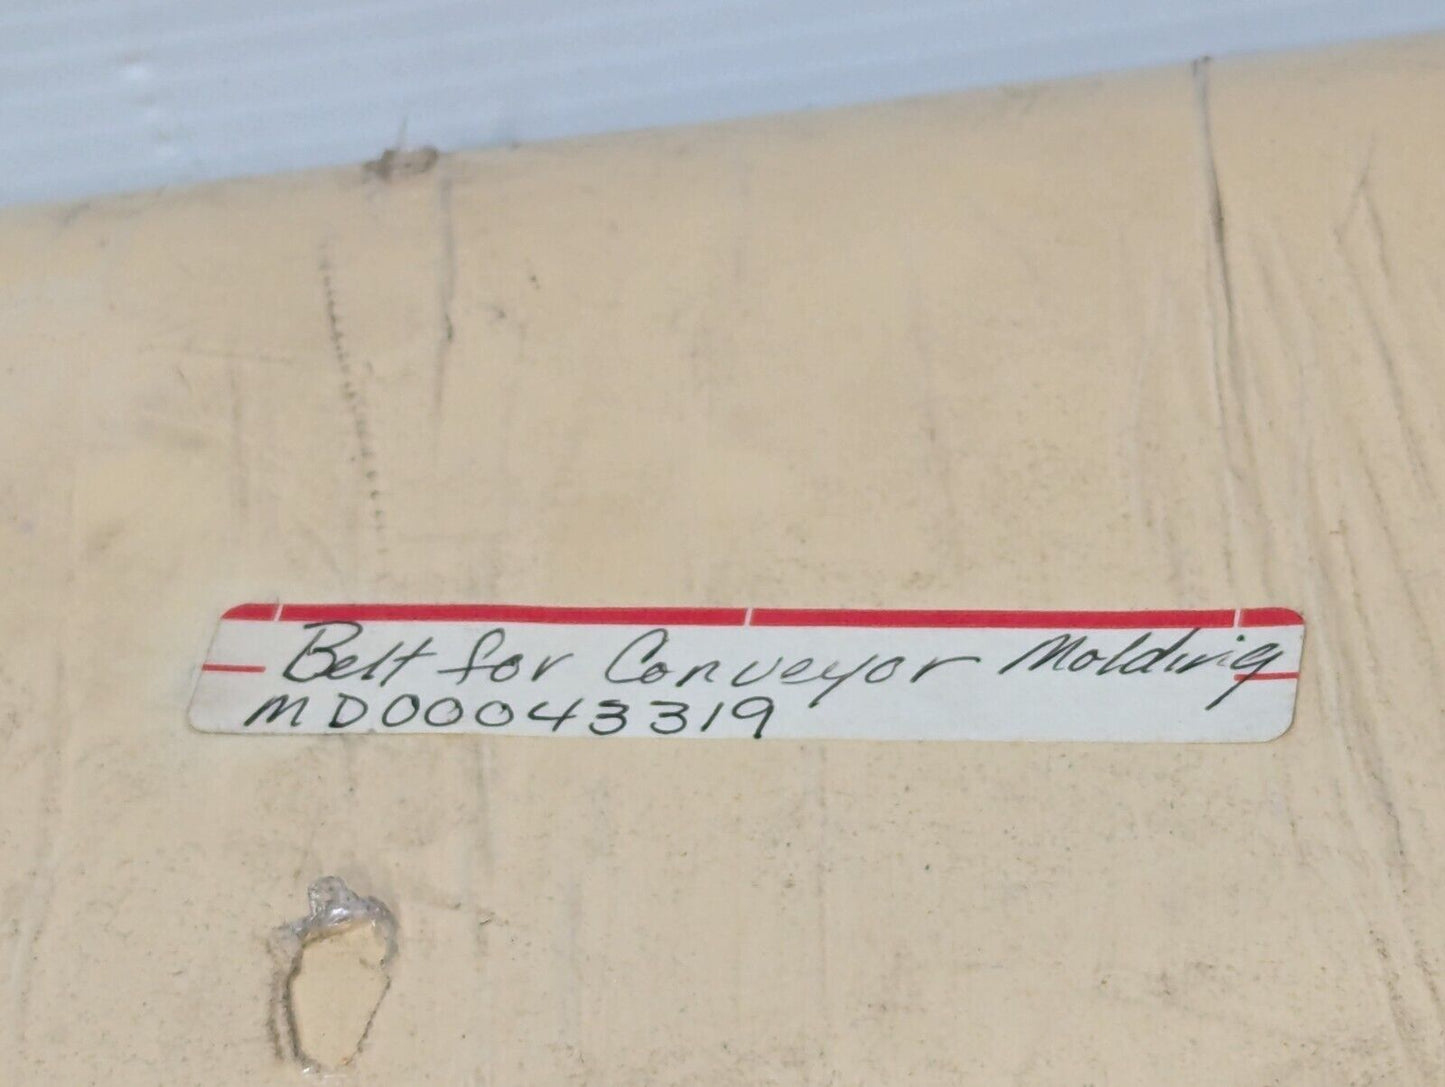 Belt for Conveyor Molding
MD00043319